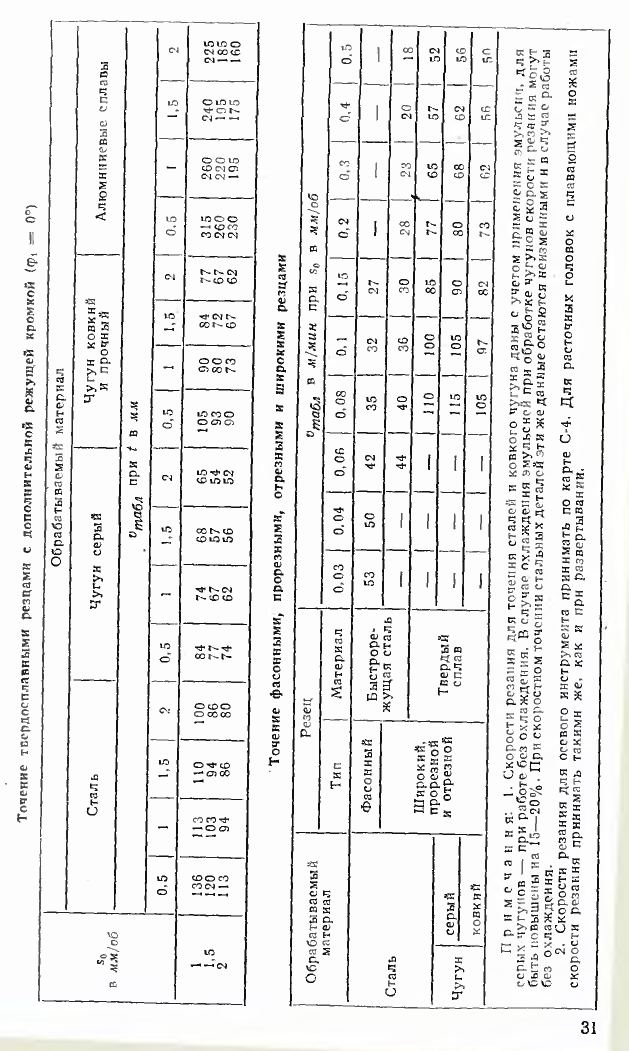 Точение твердосплавными резцами с дополнительной режущей кромкой (φ₁ = 0°)
s₀ в мм/об | Обрабатываемый материал
Сталь | Чугун серый | Чугун ковкий и прочный | Алюминиевые сплавы
vтабл при t в мм
0,5 | 1 | 1,5 | 2 | 0,5 | 1 | 1,5 | 2 | 0,5 | 1 | 1,5 | 2 | 0,5 | 1 | 1,5 | 2
1 | 136 | 113 | 110 | 100 | 84 | 74 | 68 | 65 | 105 | 90 | 84 | 77 | 315 | 260 | 240 | 225
1,5 | 120 | 103 | 94 | 86 | 77 | 67 | 57 | 54 | 93 | 80 | 72 | 67 | 260 | 220 | 195 | 185
2 | 113 | 94 | 86 | 80 | 74 | 62 | 56 | 52 | 90 | 73 | 67 | 62 | 230 | 195 | 175 | 160
Точение фасонными, прорезными, отрезными и широкими резцами
Обрабатываемый материал | Резец | vтабл в м/мин при s₀ в мм/об
Тип | Материал | 0,03 | 0,04 | 0,06 | 0,08 | 0,1 | 0,15 | 0,2 | 0,3 | 0,4 | 0,5
Сталь | Фасонный | Быстрорежущая сталь | 53 | 50 | 42 | 35 | 32 | 27 | — | — | — | —
Широкий, прорезной и отрезной | — | — | 44 | 40 | 36 | 30 | 28 | 23 | 20 | 18
Твердый сплав | — | — | — | 110 | 100 | 85 | 77 | 65 | 57 | 52
Чугун | серый | — | — | — | 115 | 105 | 90 | 80 | 68 | 62 | 56
ковкий | — | — | — | 105 | 97 | 82 | 73 | 62 | 56 | 50
Примечания: 1. Скорости резания для точения сталей и ковкого чугуна даны с учетом применения эмульсии, для
серых чугунов — при работе без охлаждения. В случае охлаждения эмульсией при обработке чугунов скорости резания могут
быть повышены на 15—20%. При скоростном точении стальных деталей эти же данные остаются неизменными и в случае работы
без охлаждения.
2. Скорости резания для осевого инструмента принимать по карте С-4. Для расточных головок с плавающими ножами
скорости резания принимать такими же, как и при развертывании.
31